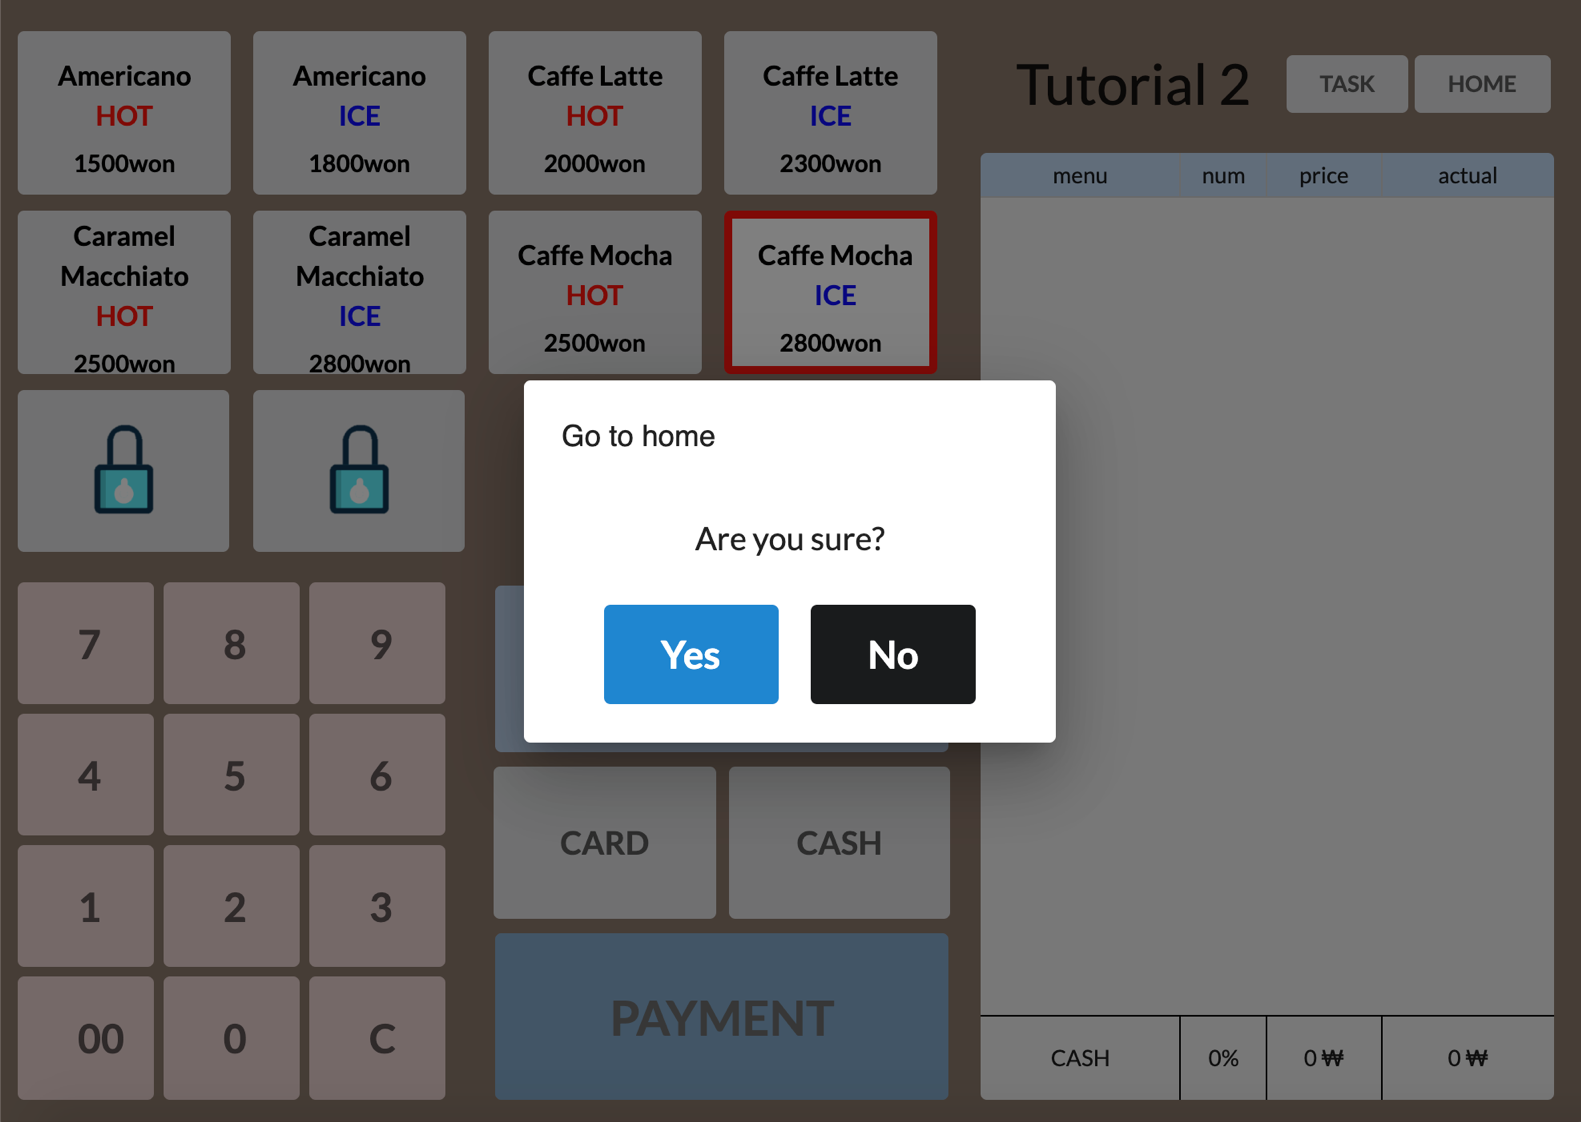 Americano
HOT
1500won
Americano
ICE
1800won
Caffe Latte
HOT
2000won
Caffe Latte
ICE
2300won
Tutorial 2
TASK
HOME
Caramel
Macchiato
HOT
2500won
Caramel
Macchiato
ICE
2800won
Caffe Mocha
HOT
2500won
Caffe Mocha
ICE
2800won
menu num price actual
Go to home
Are you sure?
Yes
No
7 8 9
4 5 6
1 2 3
00 0 C
CARD
CASH
PAYMENT
CASH 0% 0 ₩ 0 ₩